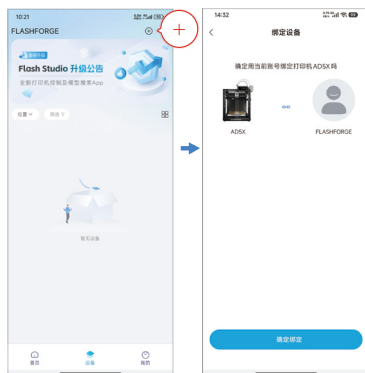 10:21
FLASHFORGE
Flash Studio 升级公告
全新打印机控制及模型搜索App
位置
筛选
暂无设备
首页
设备
我的
14:32
绑定设备
确定用当前账号绑定打印机AD5X吗
AD5X
FLASHFORGE
确定绑定